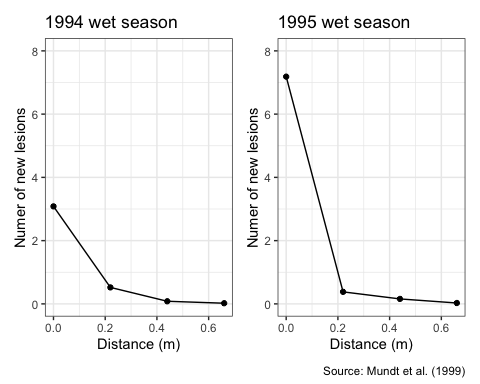 1994 wet season
8
6
4
2
0
Numer of new lesions
0.0 0.2 0.4 0.6
Distance (m)
1995 wet season
8
6
4
2
0
Numer of new lesions
0.0 0.2 0.4 0.6
Distance (m)
Source: Mundt et al. (1999)